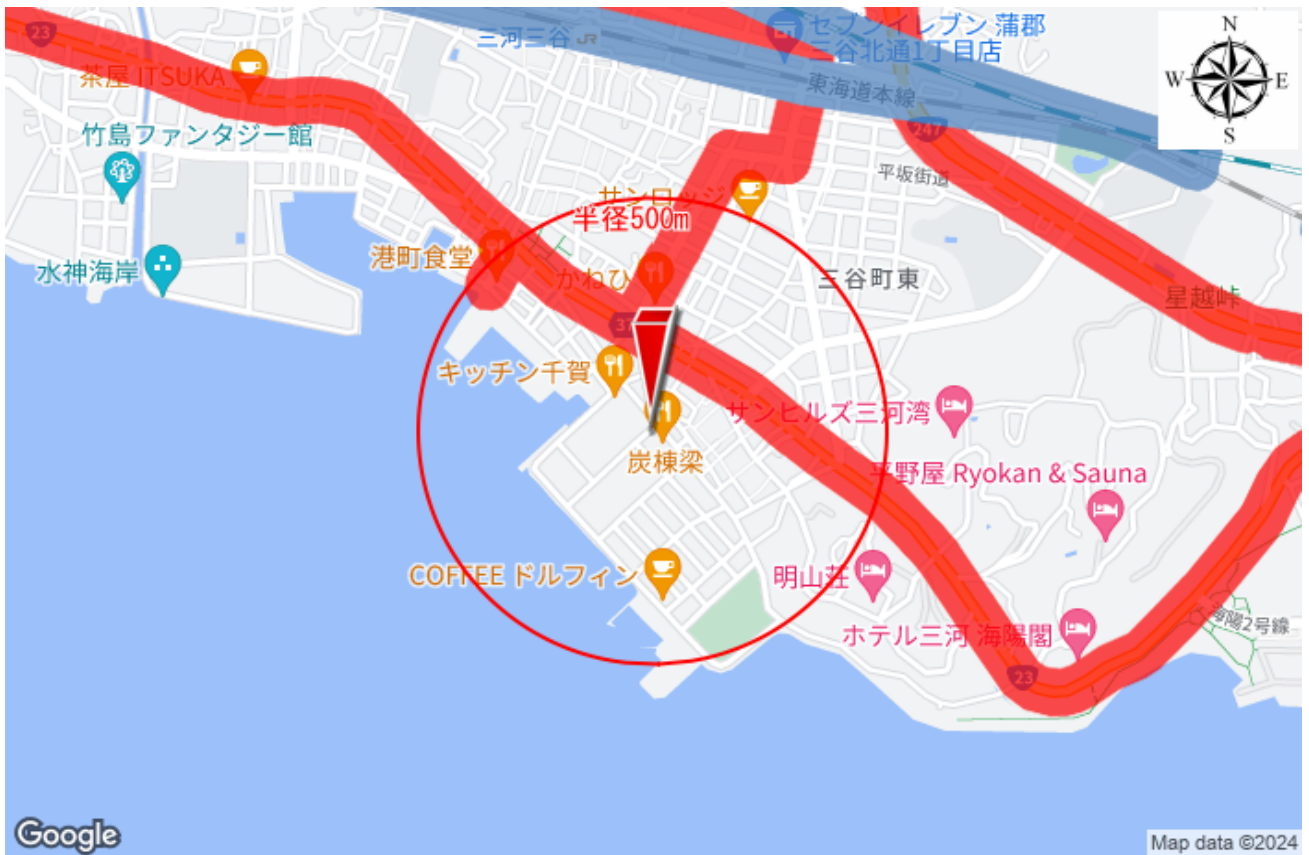 23
三河三谷
JR
セブンイレブン 蒲郡
三谷北通1丁目店
N
W
E
S
茶屋 ITSUKA
東海道本線
247
竹島ファンタジー館
平坂街道
サンロッジ
半径500m
港町食堂
水神海岸
かねひ
三谷町東
星越峠
37
キッチン千賀
サンヒルズ三河湾
炭棟梁
平野屋 Ryokan & Sauna
COFFEE ドルフィン
明山荘
ホテル三河 海陽閣
海陽2号線
23
Google
Map data ©2024